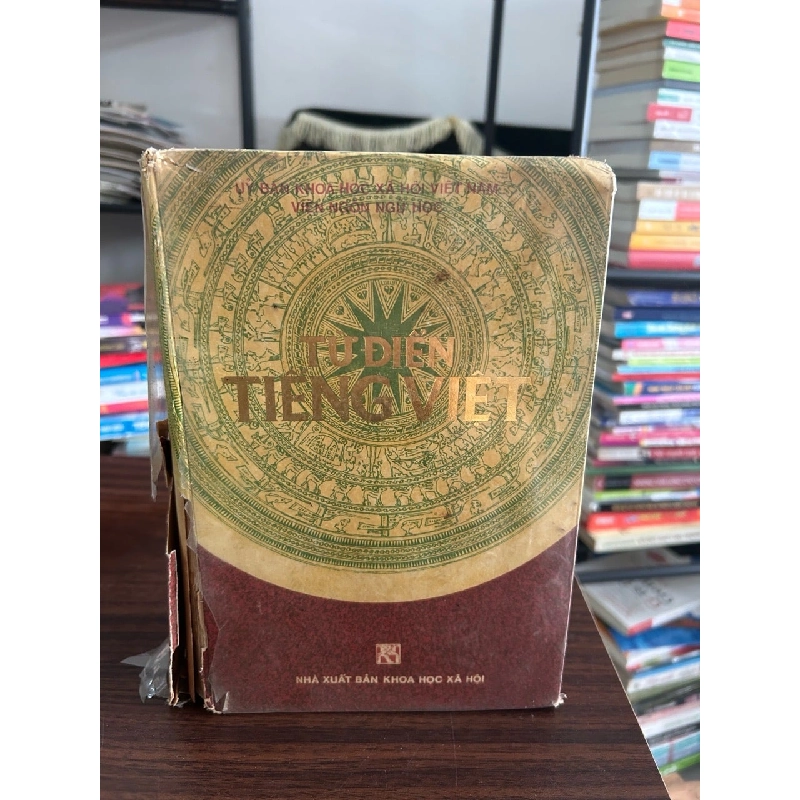 ỦY BAN KHOA HỌC XÃ HỘI VIỆT NAM
VIỆN NGÔN NGỮ HỌC
TỪ ĐIỂN
TIẾNG VIỆT
NHÀ XUẤT BẢN KHOA HỌC XÃ HỘI